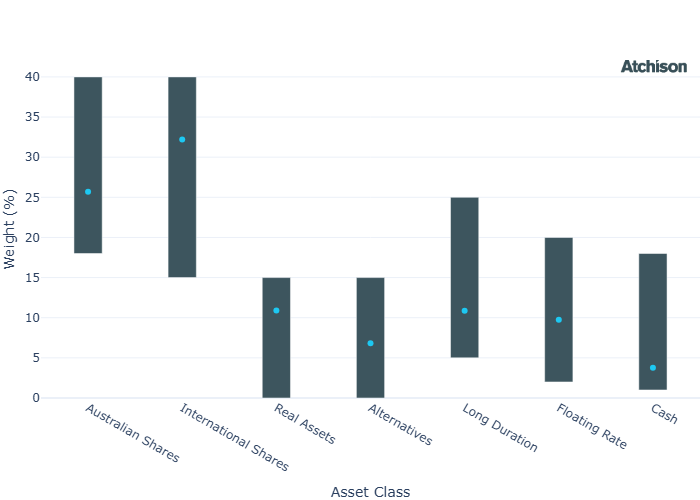 Atchison
40
35
30
25
20
15
10
5
0
Weight (%)
Australian Shares
International Shares
Real Assets
Alternatives
Long Duration
Floating Rate
Cash
Asset Class